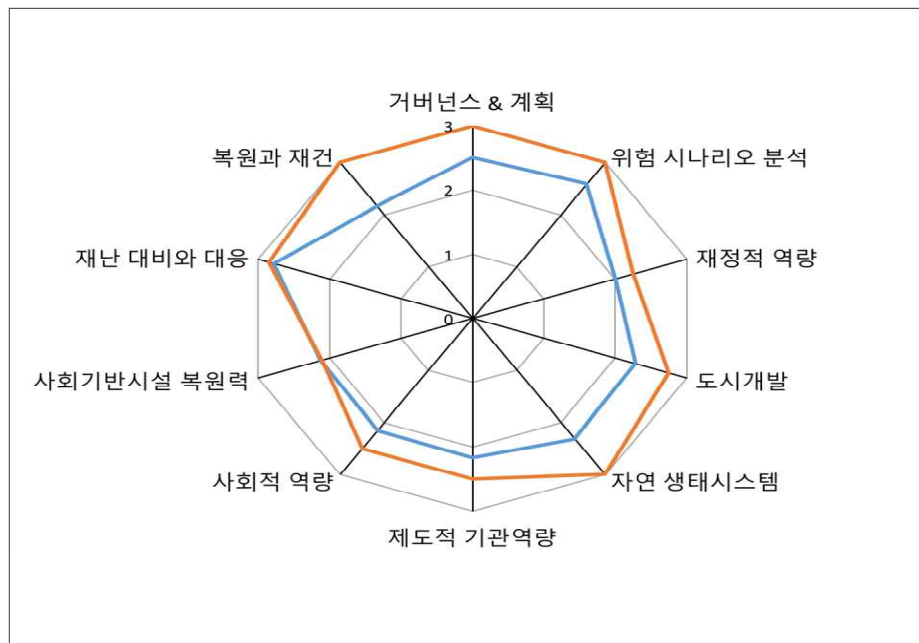 거버넌스 & 계획
3
복원과 재건
위험 시나리오 분석
2
재난 대비와 대응
재정적 역량
1
0
사회기반시설 복원력
도시개발
사회적 역량
자연 생태시스템
제도적 기관역량